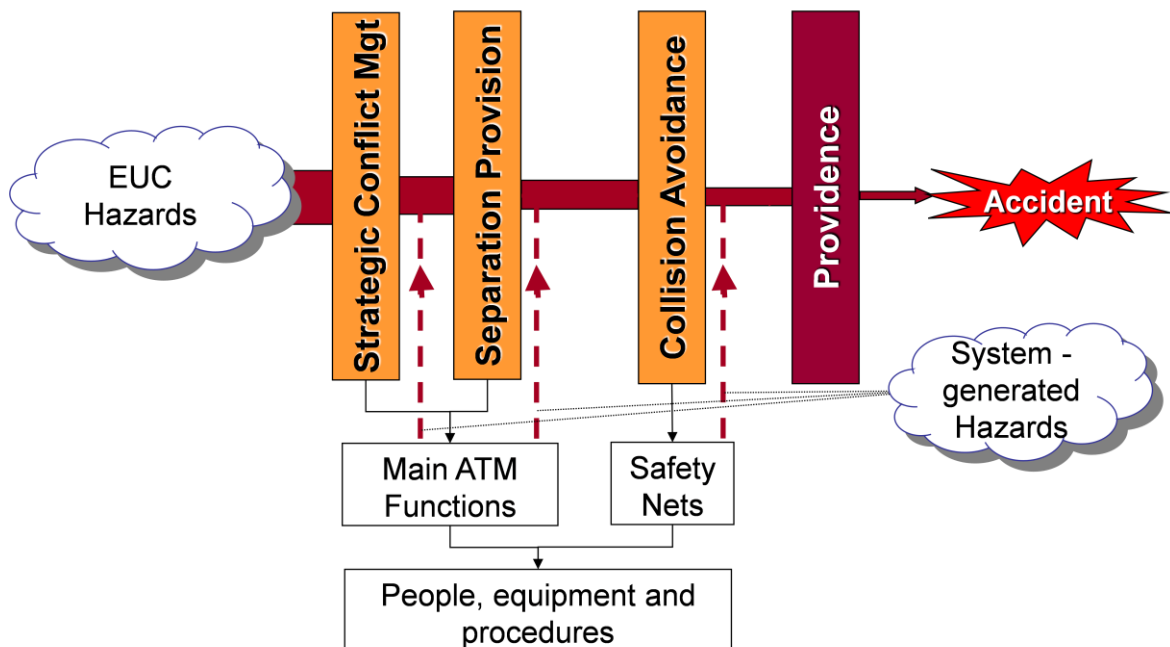 EUC
Hazards
Strategic Conflict Mgt
Separation Provision
Collision Avoidance
Providence
Accident
System -
generated
Hazards
Main ATM
Functions
Safety
Nets
People, equipment and
procedures